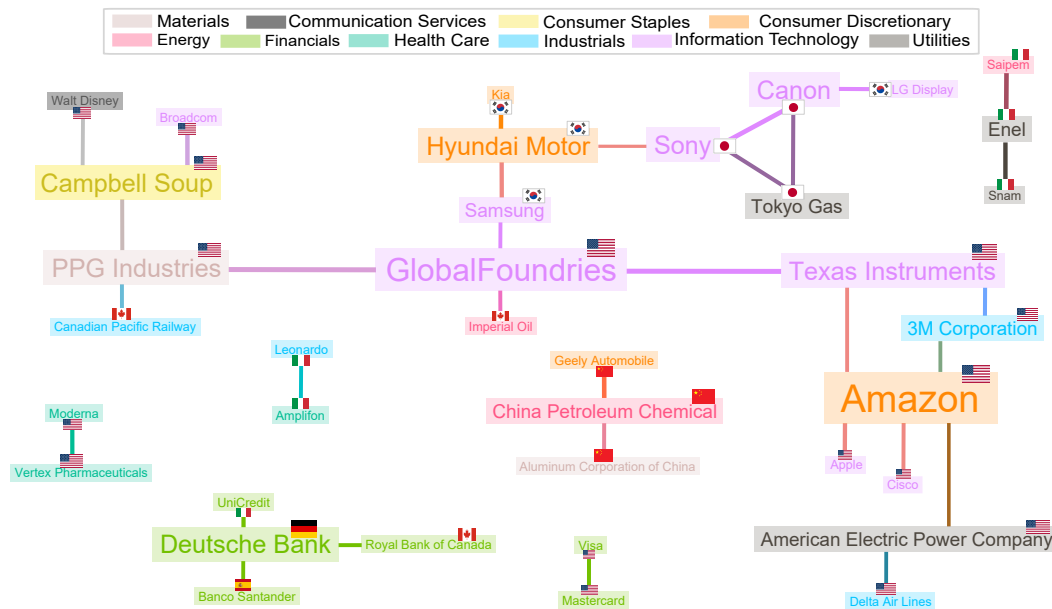 Materials
Communication Services
Consumer Staples
Consumer Discretionary
Energy
Financials
Health Care
Industrials
Information Technology
Utilities
Walt Disney
Broadcom
Campbell Soup
Kia
Hyundai Motor
Sony
Canon
LG Display
Saipem
Enel
Snam
Samsung
Tokyo Gas
PPG Industries
GlobalFoundries
Texas Instruments
Canadian Pacific Railway
Imperial Oil
3M Corporation
Leonardo
Amplifon
Geely Automobile
China Petroleum Chemical
Aluminum Corporation of China
Amazon
Moderna
Vertex Pharmaceuticals
Apple
Cisco
UniCredit
Deutsche Bank
Royal Bank of Canada
Banco Santander
Visa
Mastercard
American Electric Power Company
Delta Air Lines